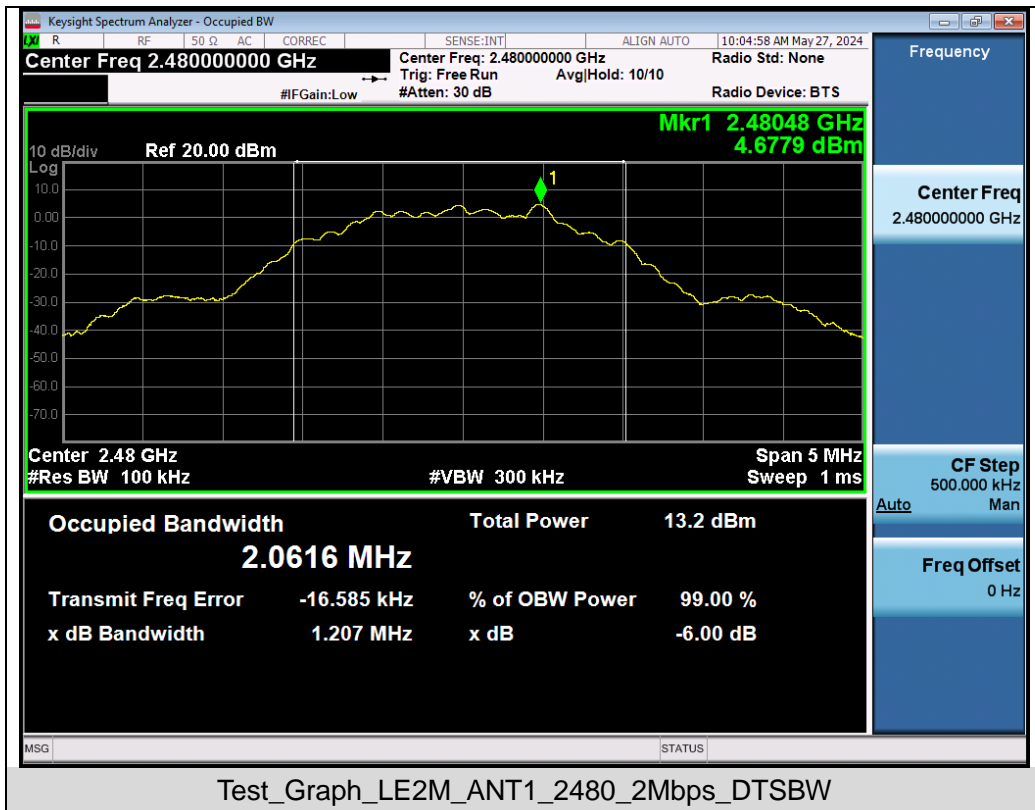 Keysight Spectrum Analyzer - Occupied BW
LXI R RF 50 Ω AC CORREC SENSE:INT ALIGN AUTO 10:04:58 AM May 27, 2024
Center Freq 2.480000000 GHz
Center Freq: 2.480000000 GHz
Radio Std: None
Trig: Free Run Avg|Hold: 10/10
#IFGain:Low
#Atten: 30 dB
Radio Device: BTS
Frequency
Mkr1 2.48048 GHz
4.6779 dBm
10 dB/div Ref 20.00 dBm
Log
1
10.0
0.00
-10.0
-20.0
-30.0
-40.0
-50.0
-60.0
-70.0
Center 2.48 GHz Span 5 MHz
#Res BW 100 kHz #VBW 300 kHz Sweep 1 ms
Center Freq
2.480000000 GHz
CF Step
500.000 kHz
Auto Man
Freq Offset
0 Hz
Occupied Bandwidth Total Power 13.2 dBm
2.0616 MHz
Transmit Freq Error -16.585 kHz % of OBW Power 99.00 %
x dB Bandwidth 1.207 MHz x dB -6.00 dB
MSG STATUS
Test_Graph_LE2M_ANT1_2480_2Mbps_DTSBW